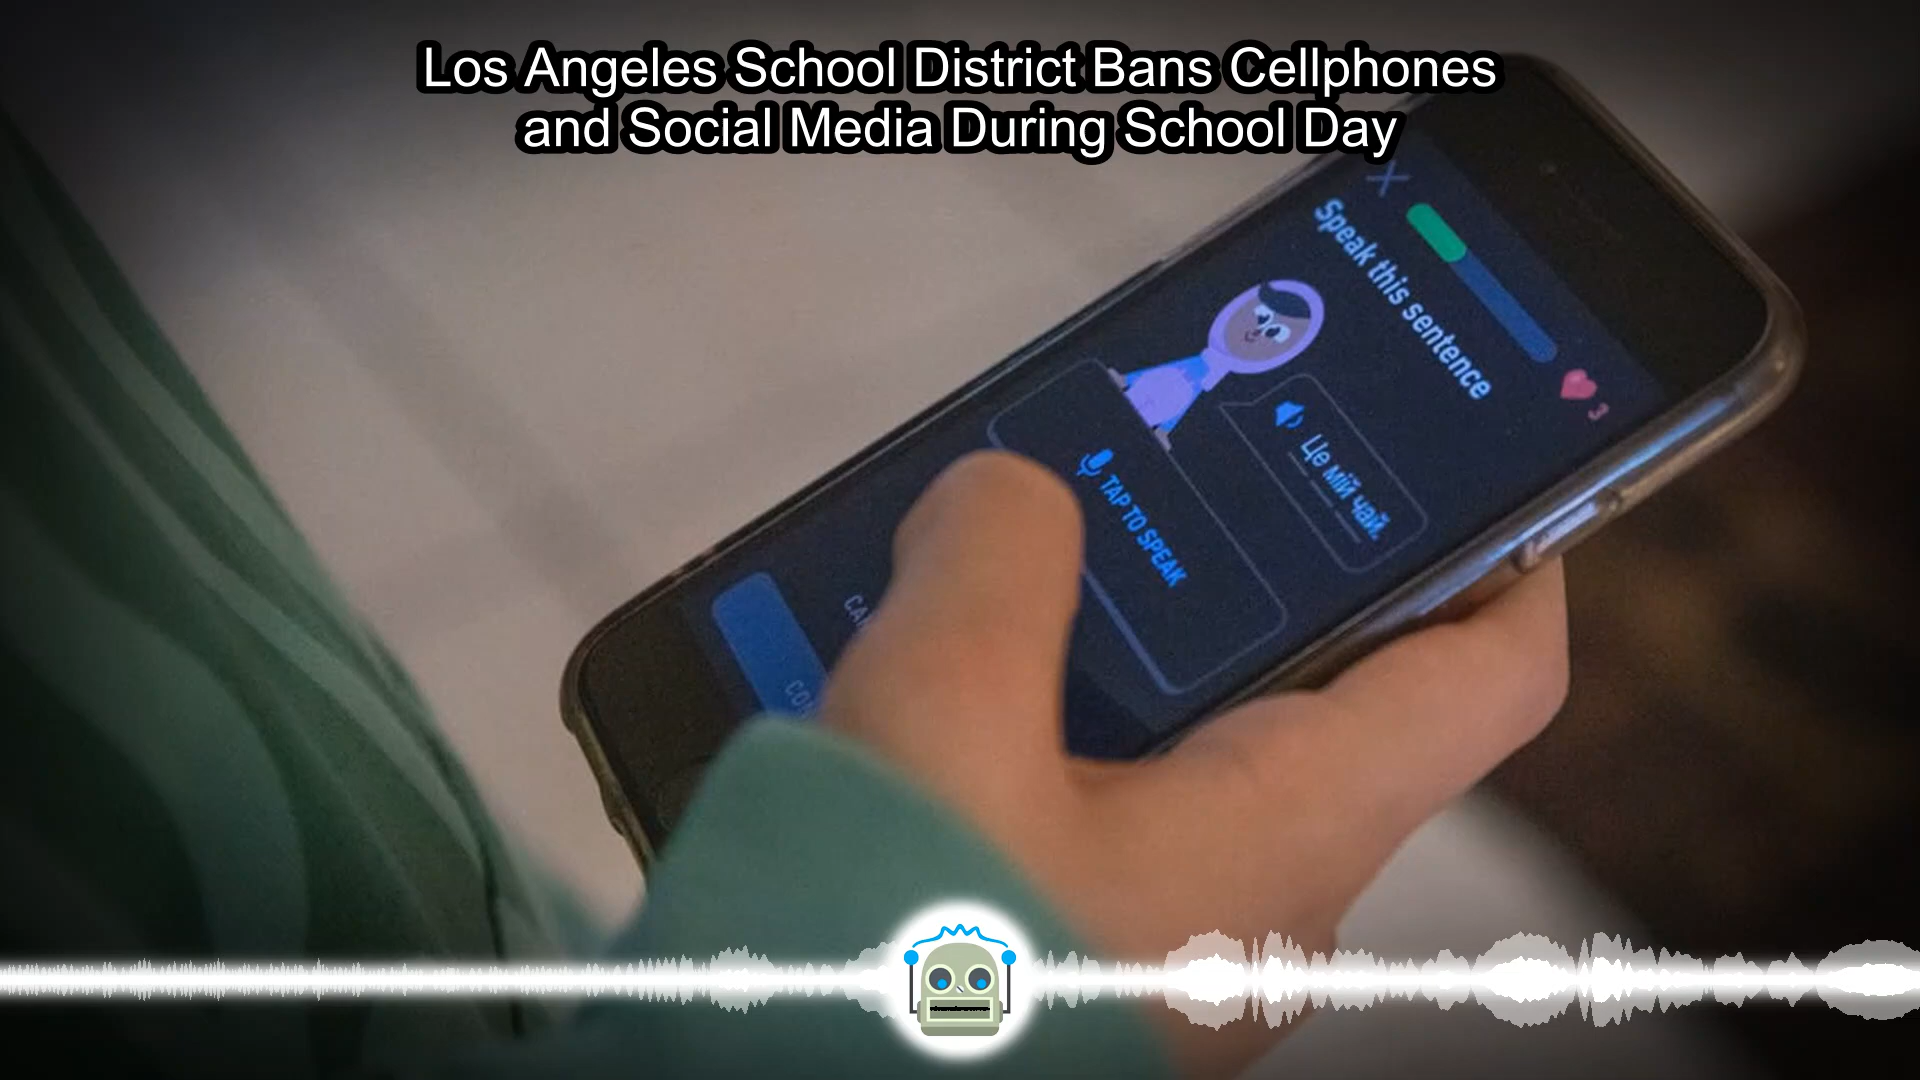 Los Angeles School District Bans Cellphones
and Social Media During School Day
Speak this sentence
3
Це мій чай.
TAP TO SPEAK